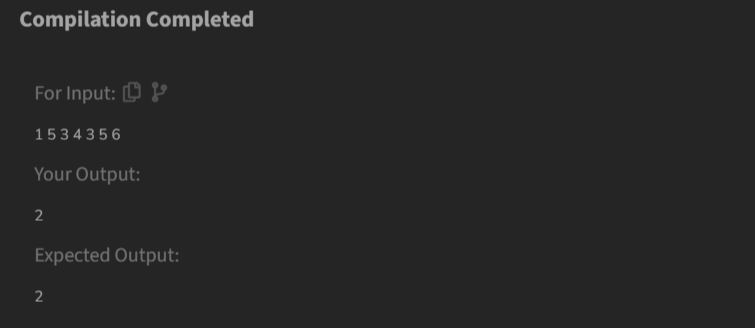 Compilation Completed
For Input:
1 5 3 4 3 5 6
Your Output:
2
Expected Output:
2